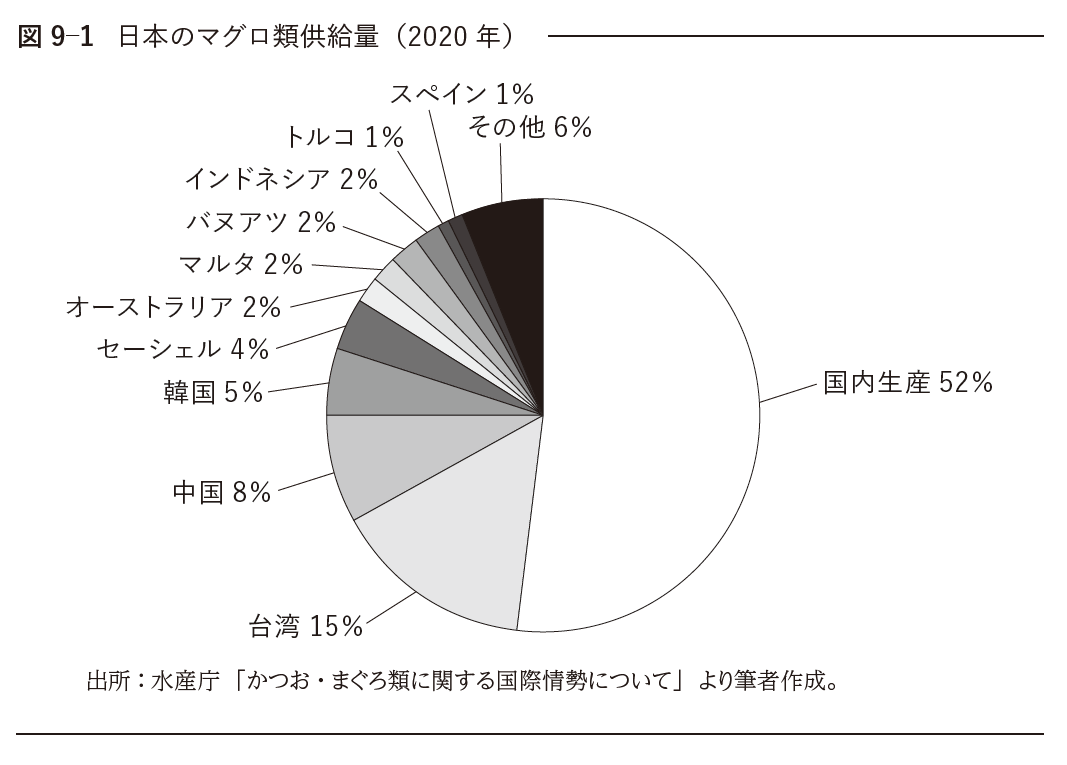 図 9-1 日本のマグロ類供給量（2020 年）
スペイン 1%
その他 6%
トルコ 1%
インドネシア 2%
バヌアツ 2%
マルタ 2%
オーストラリア 2%
セーシェル 4%
国内生産 52%
韓国 5%
中国 8%
台湾 15%
出所：水産庁「かつお・まぐろ類に関する国際情勢について」より筆者作成。